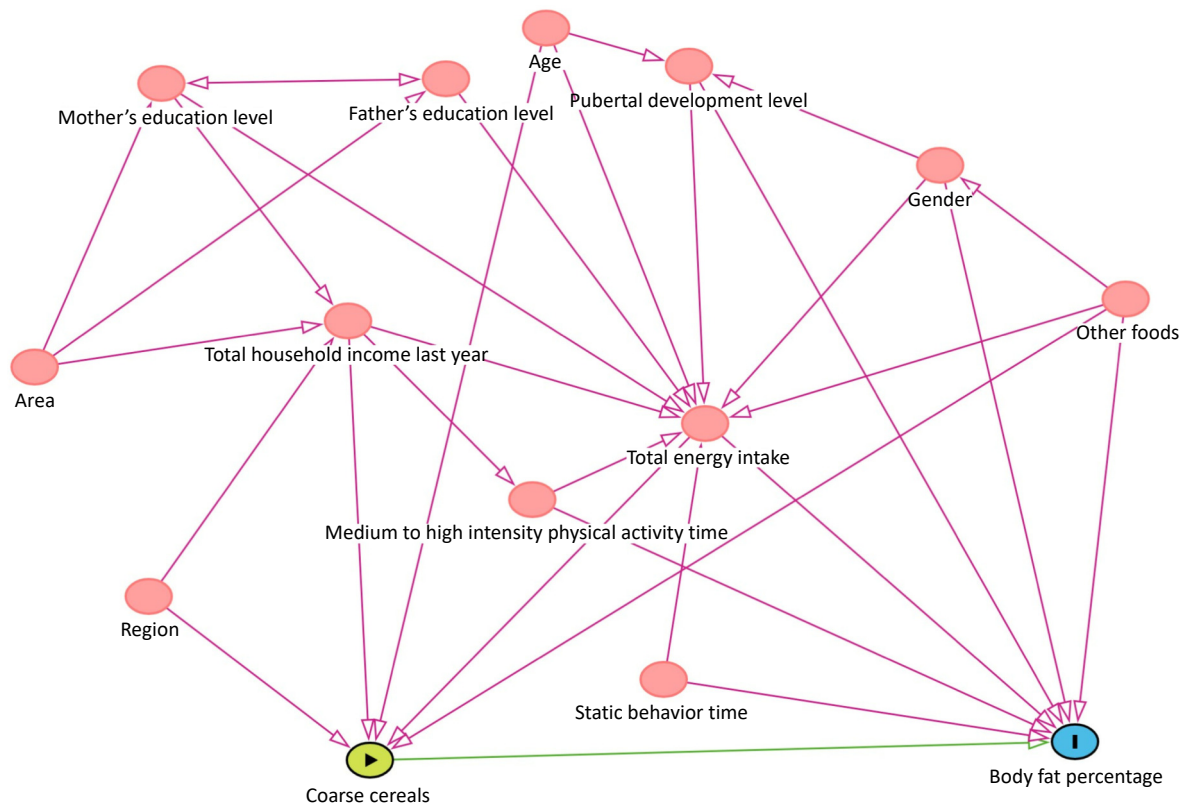 Age
Pubertal development level
Mother’s education level
Father’s education level
Gender
Other foods
Total household income last year
Area
Total energy intake
Medium to high intensity physical activity time
Region
Static behavior time
Body fat percentage
Coarse cereals